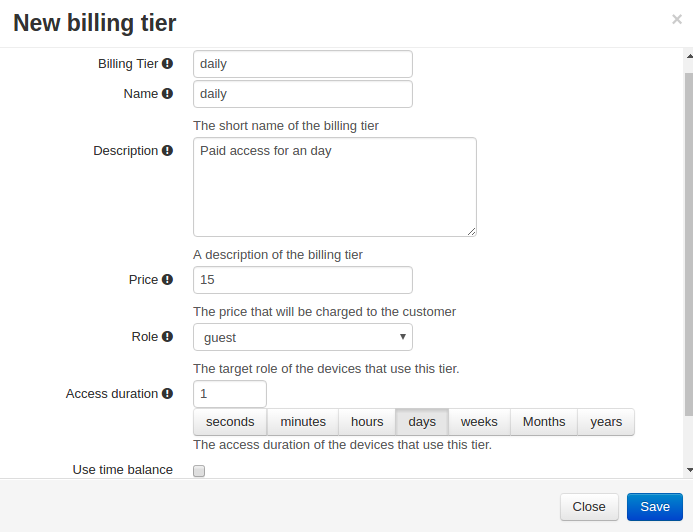 New billing tier ×
Billing Tier daily
Name daily
The short name of the billing tier
Description Paid access for an day
A description of the billing tier
Price 15
The price that will be charged to the customer
Role guest
The target role of the devices that use this tier.
Access duration 1
seconds minutes hours days weeks Months years
The access duration of the devices that use this tier.
Use time balance
Close Save